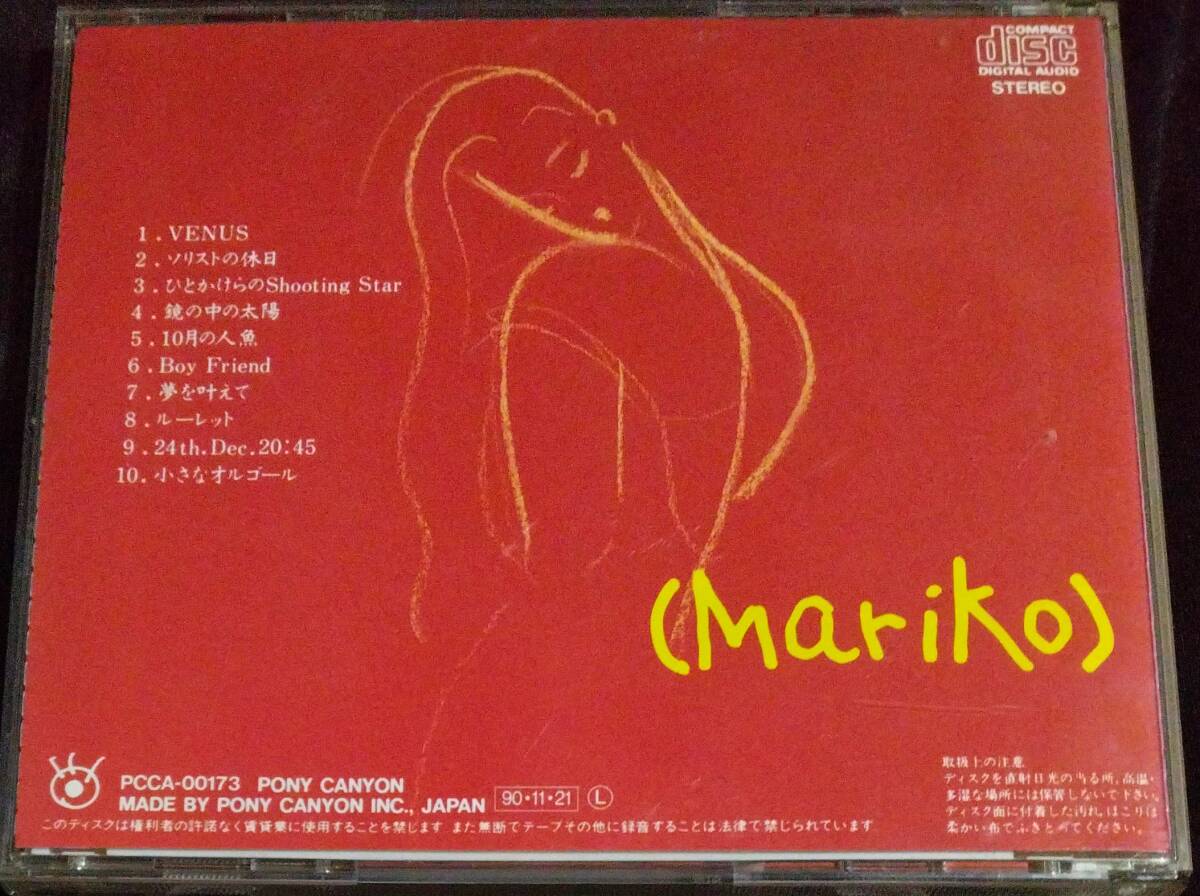 COMPACT
disc
DIGITAL AUDIO
STEREO
1. VENUS
2. ソリストの休日
3. ひとかけらのShooting Star
4. 鏡の中の太陽
5. 10月の人魚
6. Boy Friend
7. 夢を叶えて
8. ルーレット
9. 24th.Dec.20:45
10. 小さなオルゴール
(Mariko)
PCCA-00173 PONY CANYON
MADE BY PONY CANYON INC., JAPAN 90・11・21 L
このディスクは権利者の許諾なく賃貸業に使用することを禁じます また無断でテープその他に録音することは法律で禁じられています
取扱上の注意
ディスクを直射日光の当る所、高温・
多湿な場所には保管しないで下さい。
ディスク面に付着した汚れ、ほこりは
柔かい布でふきとってください。